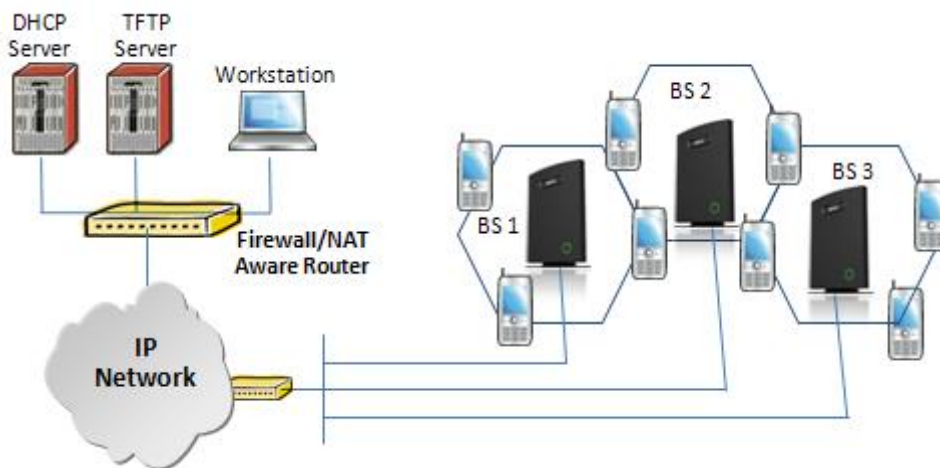 DHCP
Server
TFTP
Server
Workstation
Firewall/NAT
Aware Router
IP
Network
BS 1
BS 2
BS 3